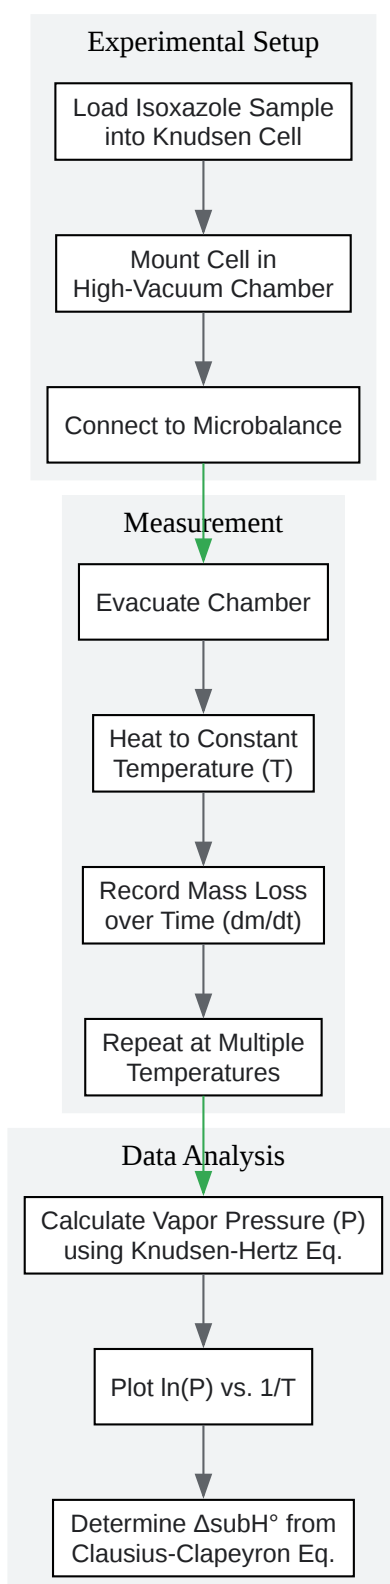 Experimental Setup
Load Isoxazole Sample
into Knudsen Cell
Mount Cell in
High-Vacuum Chamber
Connect to Microbalance
Measurement
Evacuate Chamber
Heat to Constant
Temperature (T)
Record Mass Loss
over Time (dm/dt)
Repeat at Multiple
Temperatures
Data Analysis
Calculate Vapor Pressure (P)
using Knudsen-Hertz Eq.
Plot ln(P) vs. 1/T
Determine ΔsubH° from
Clausius-Clapeyron Eq.